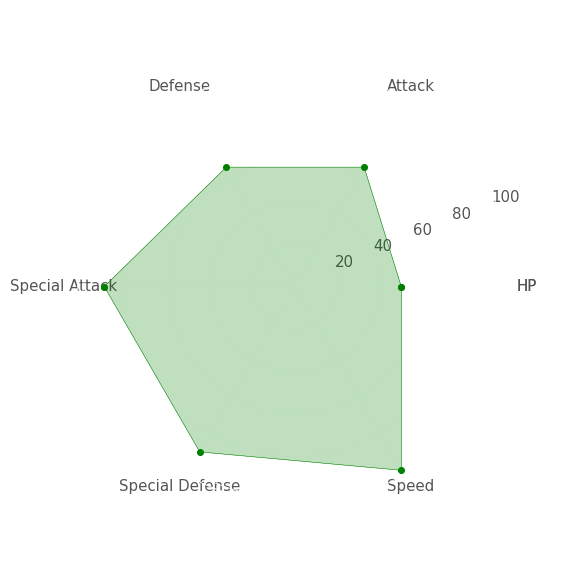 Defense
Attack
100
80
60
40
20
Special Attack
HP
Special Defense
Speed